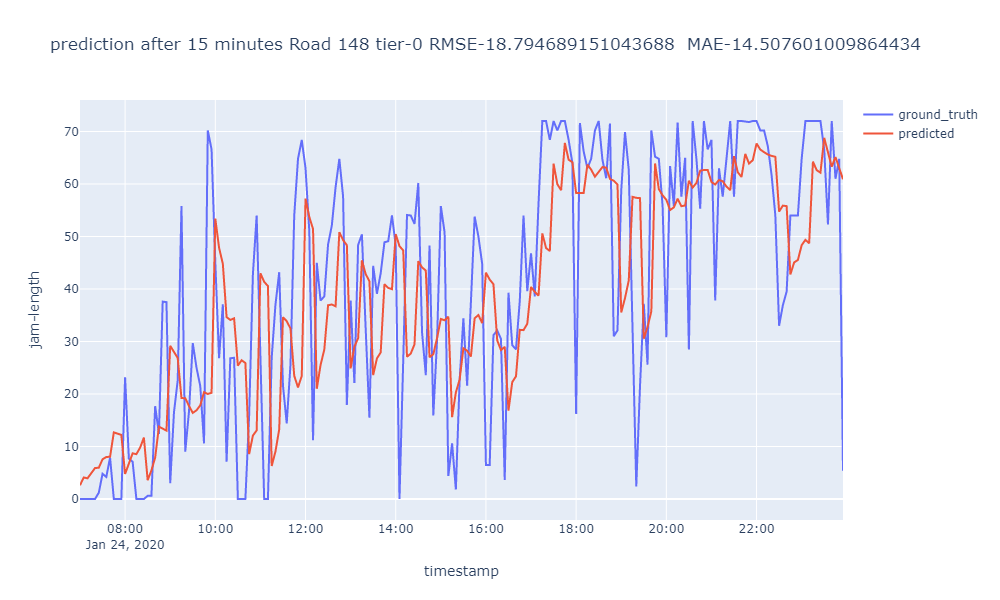 prediction after 15 minutes Road 148 tier-0 RMSE-18.794689151043688 MAE-14.507601009864434
ground_truth
predicted
70
60
50
40
30
20
10
0
jam-length
08:00 10:00 12:00 14:00 16:00 18:00 20:00 22:00
Jan 24, 2020
timestamp